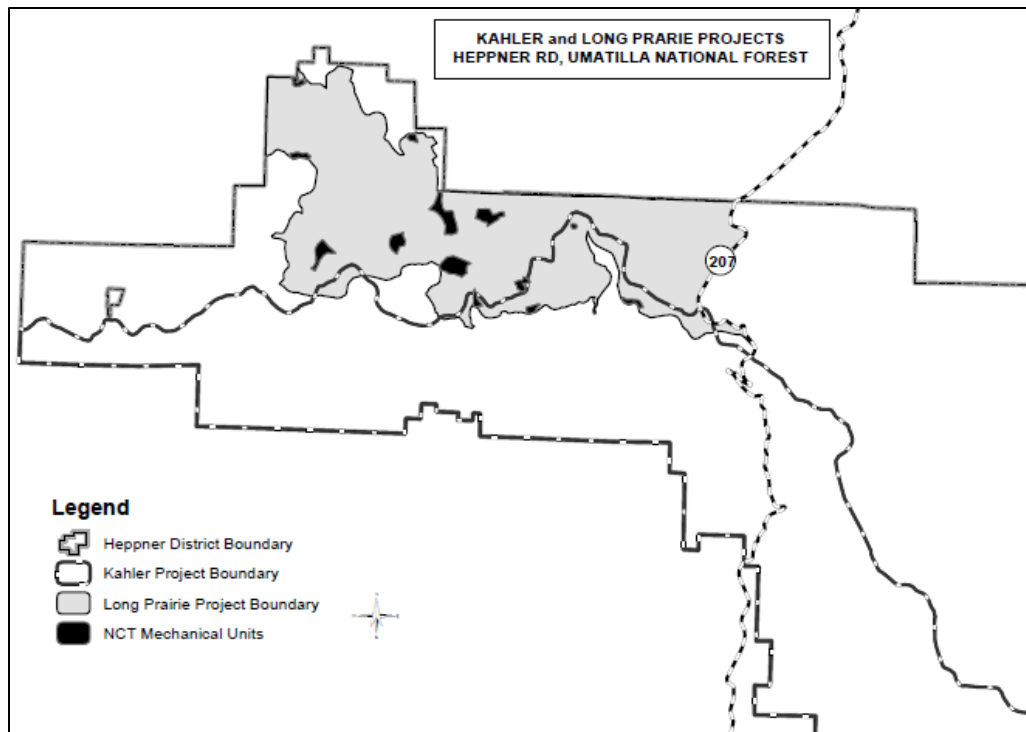 KAHLER and LONG PRARIE PROJECTS
HEPPNER RD, UMATILLA NATIONAL FOREST
207
Legend
Heppner District Boundary
Kahler Project Boundary
Long Prairie Project Boundary
NCT Mechanical Units